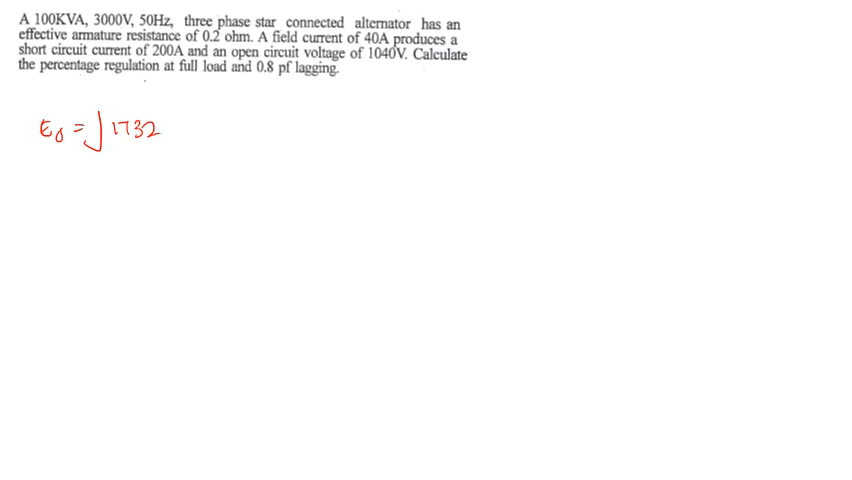 A 100KVA, 3000V, 50Hz, three phase star connected alternator has an
effective armature resistance of 0.2 ohm. A field current of 40A produces a
short circuit current of 200A and an open circuit voltage of 1040V. Calculate
the percentage regulation at full load and 0.8 pf lagging.
E₀ = √ 1732